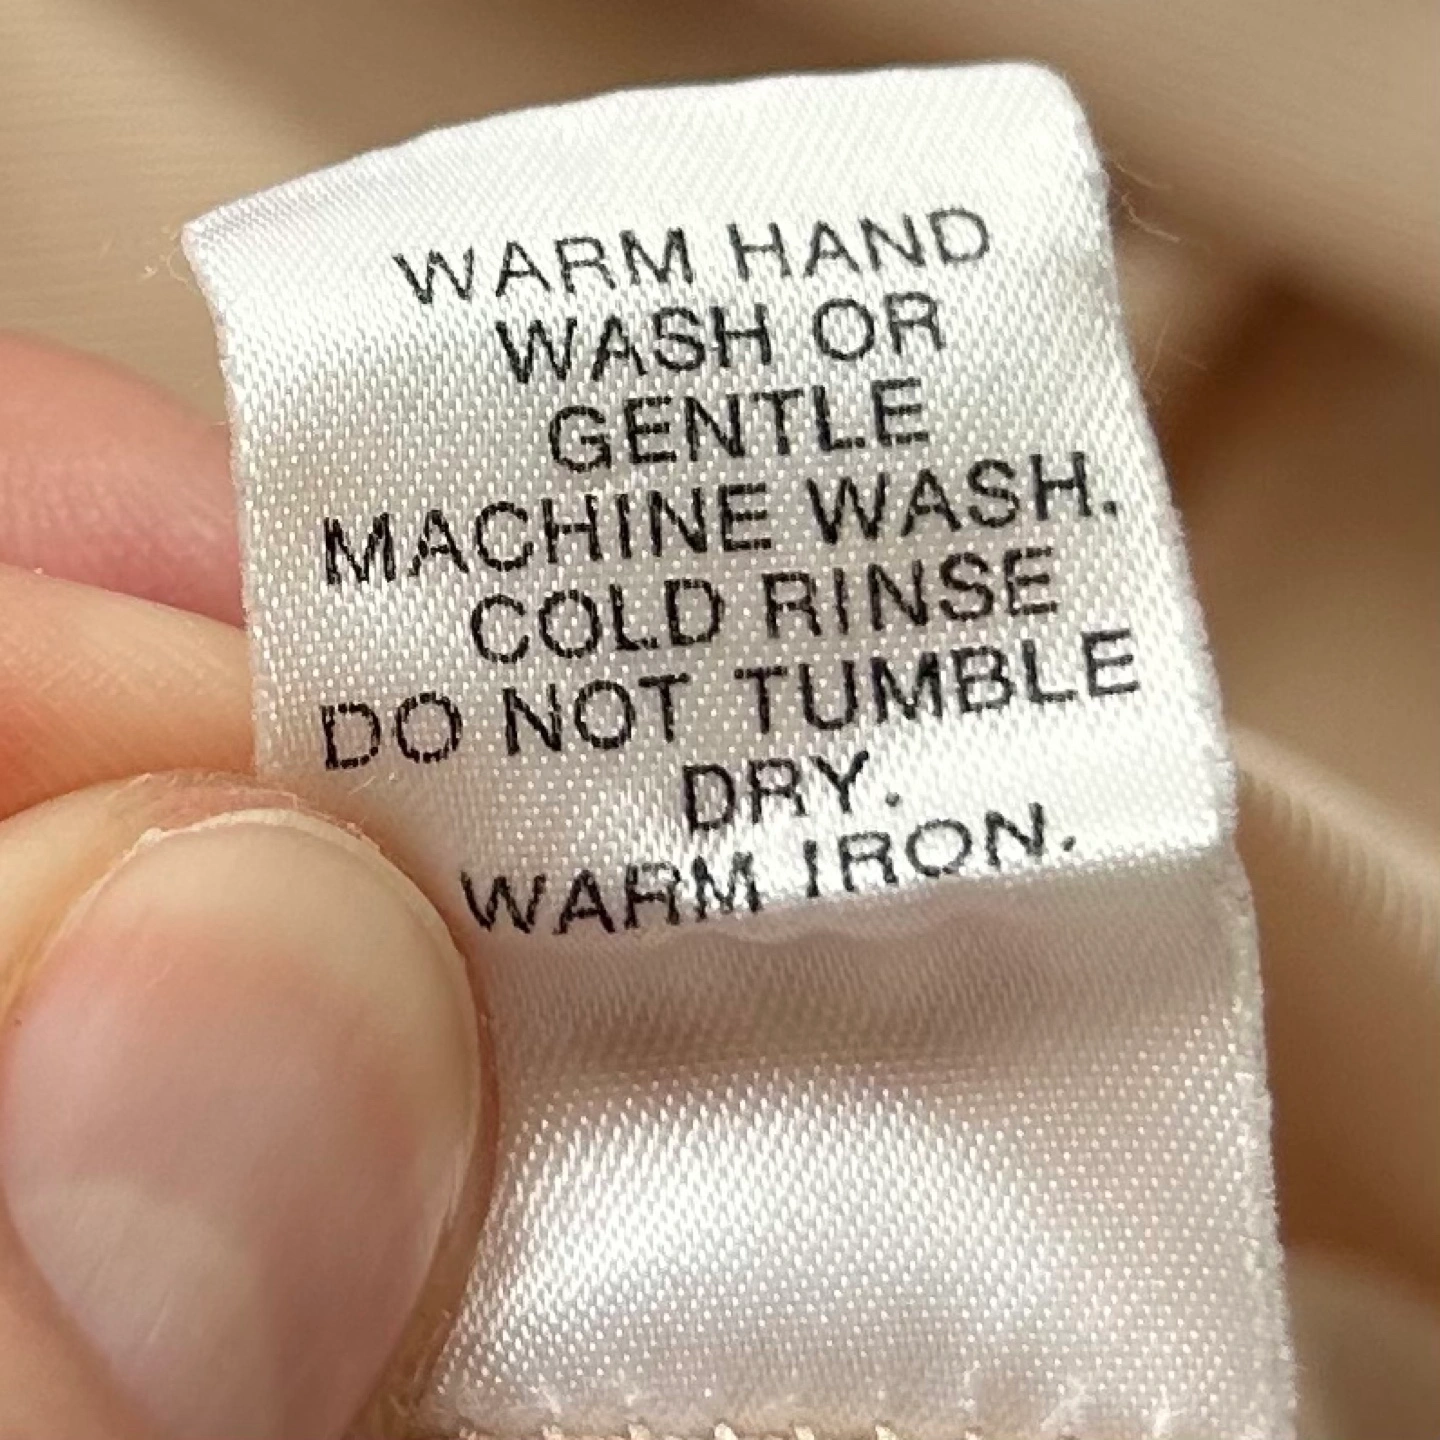 WARM HAND
WASH OR
GENTLE
MACHINE WASH.
COLD RINSE
DO NOT TUMBLE
DRY.
WARM IRON.